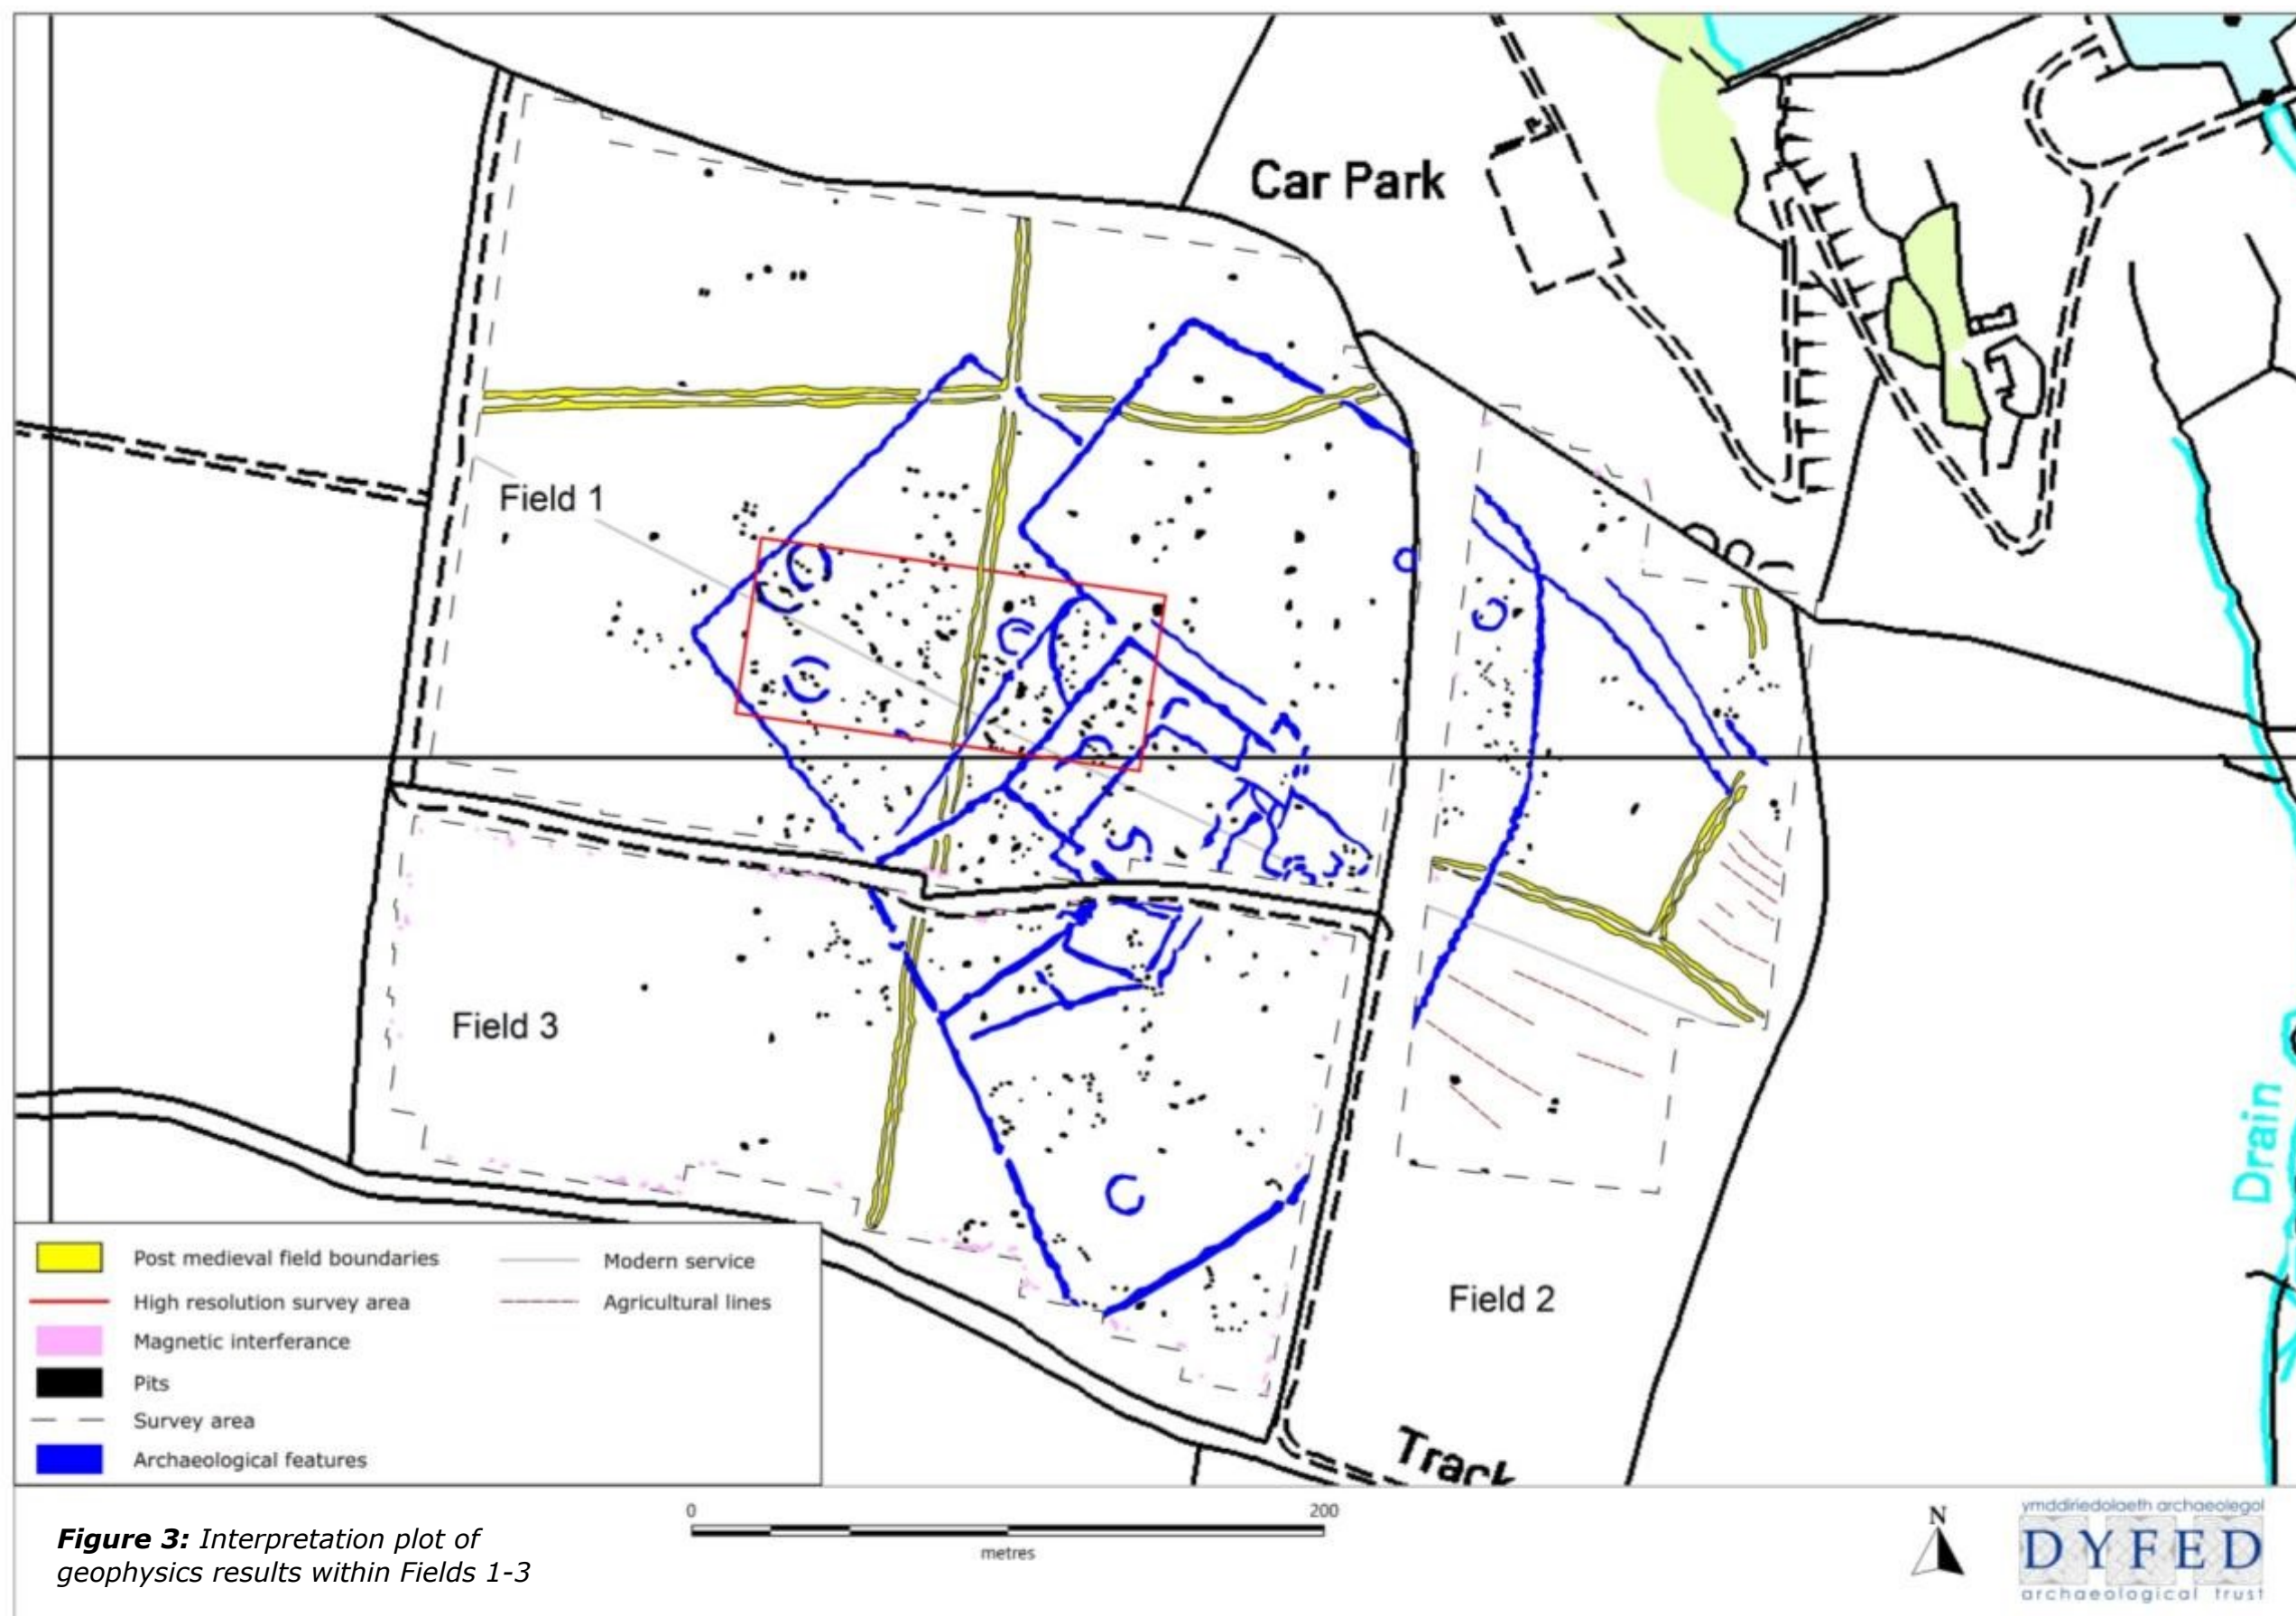 Car Park
Field 1
Field 3
Field 2
Drain
Track
Post medieval field boundaries
High resolution survey area
Magnetic interferance
Pits
Survey area
Archaeological features
Modern service
Agricultural lines
Figure 3: Interpretation plot of
geophysics results within Fields 1-3
0 200
metres
N
ymddiriedolaeth archaeolegol
DYFED
archaeological trust